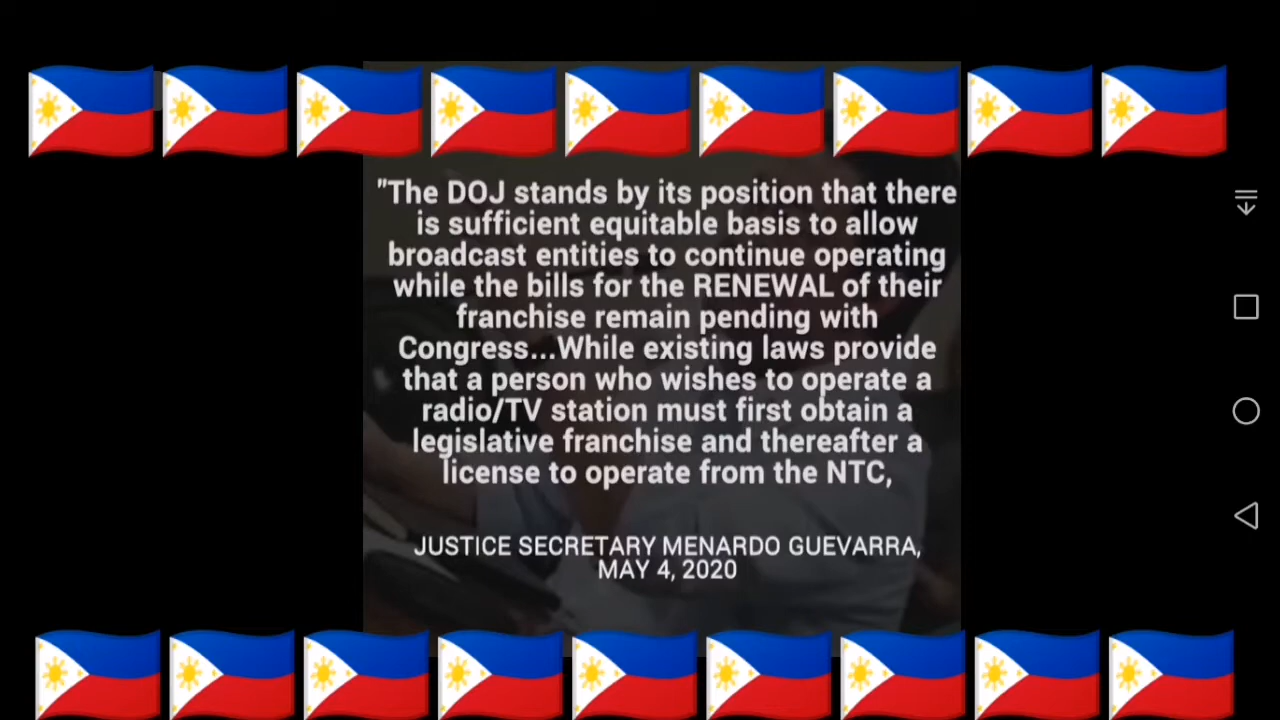 "The DOJ stands by its position that there
is sufficient equitable basis to allow
broadcast entities to continue operating
while the bills for the RENEWAL of their
franchise remain pending with
Congress...While existing laws provide
that a person who wishes to operate a
radio/TV station must first obtain a
legislative franchise and thereafter a
license to operate from the NTC,
JUSTICE SECRETARY MENARDO GUEVARRA,
MAY 4, 2020